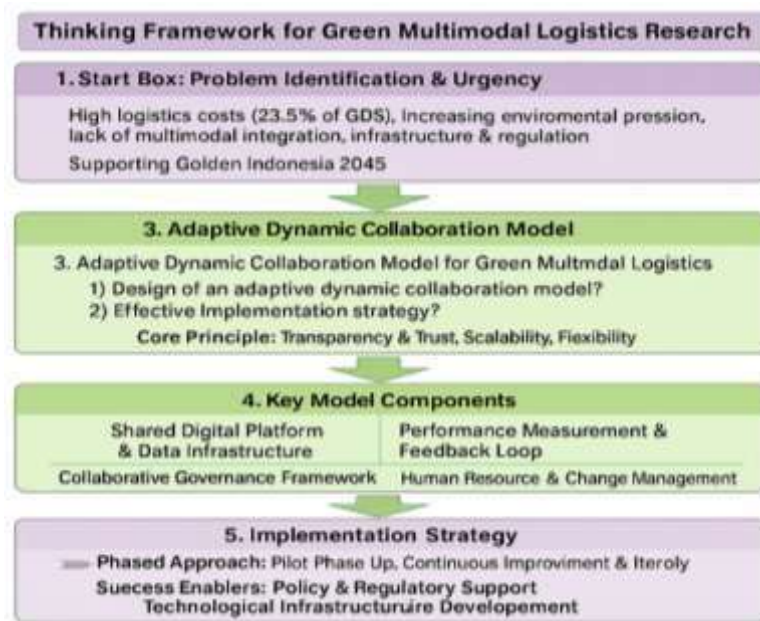 Thinking Framework for Green Multimodal Logistics Research
1. Start Box: Problem Identification & Urgency
High logistics costs (23.5% of GDS), Increasing enviromental pression,
lack of multimodal integration, infrastructure & regulation
Supporting Golden Indonesia 2045
3. Adaptive Dynamic Collaboration Model
3. Adaptive Dynamic Collaboration Model for Green Multmdal Logistics
1) Design of an adaptive dynamic collaboration model?
2) Effective Implementation strategy?
Core Principle: Transparency & Trust, Scalability, Flexibility
4. Key Model Components
Shared Digital Platform
& Data Infrastructure
Performance Measurement &
Feedback Loop
Collaborative Governance Framework
Human Resource & Change Management
5. Implementation Strategy
Phased Approach: Pilot Phase Up, Continuous Improviment & Iteroly
Suecess Enablers: Policy & Regulatory Support
Technological Infrastructuruire Developement